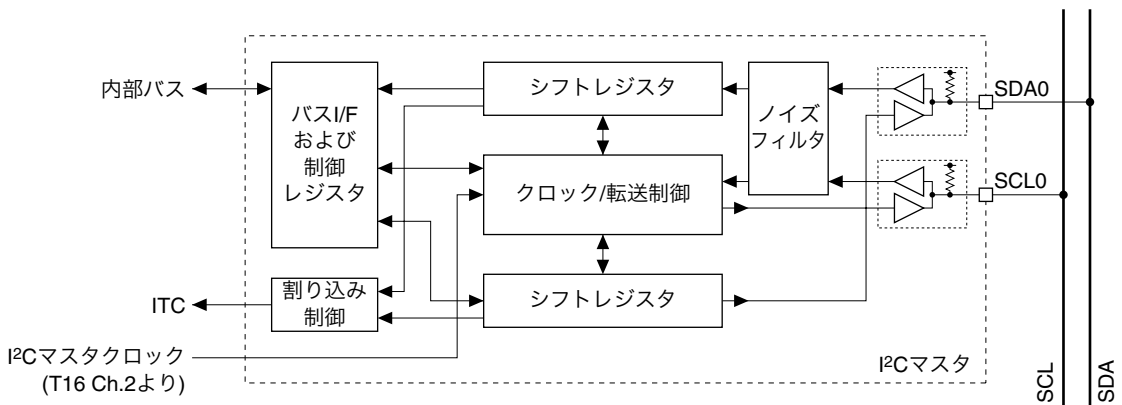 内部バス
バスI/F
および
制御
レジスタ
シフトレジスタ
ノイズ
フィルタ
SDA0
クロック/転送制御
SCL0
割り込み
制御
シフトレジスタ
ITC
I²Cマスタクロック
(T16 Ch.2より)
I²Cマスタ
SCL
SDA